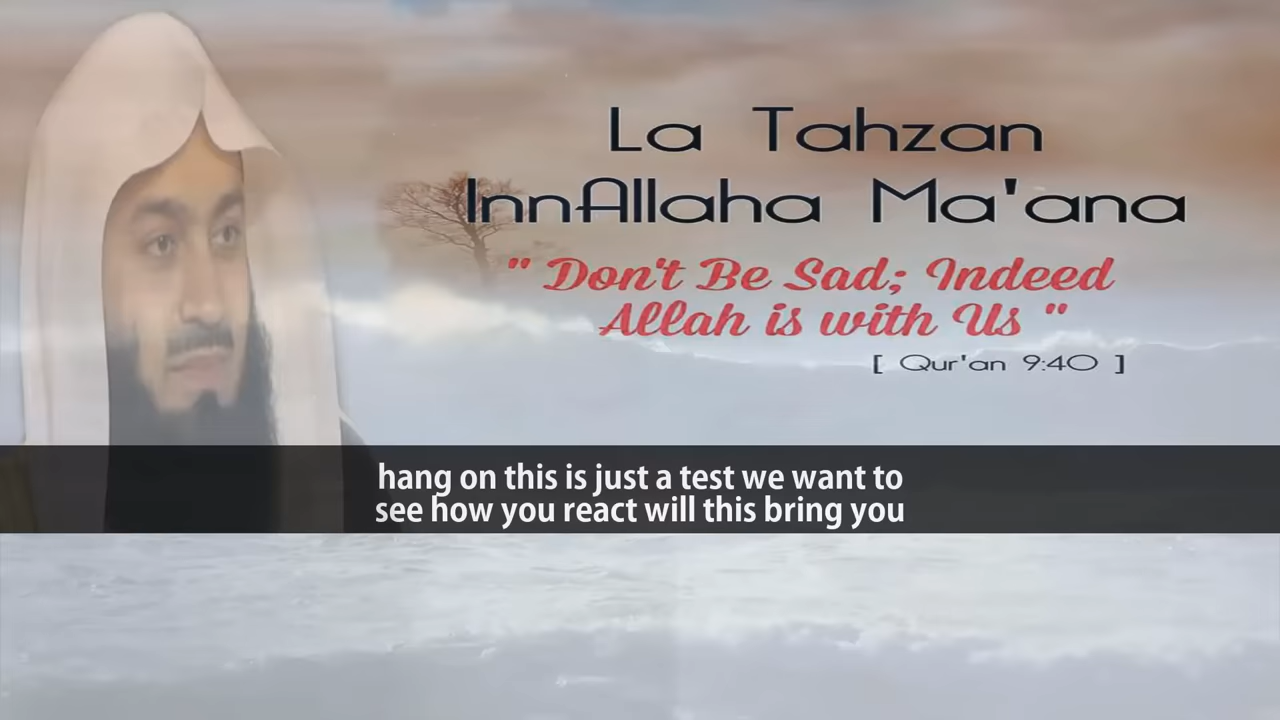 La Tahzan
InnAllaha Ma'ana
" Don't Be Sad; Indeed
Allah is with Us "
[ Qur'an 9:40 ]
hang on this is just a test we want to
see how you react will this bring you